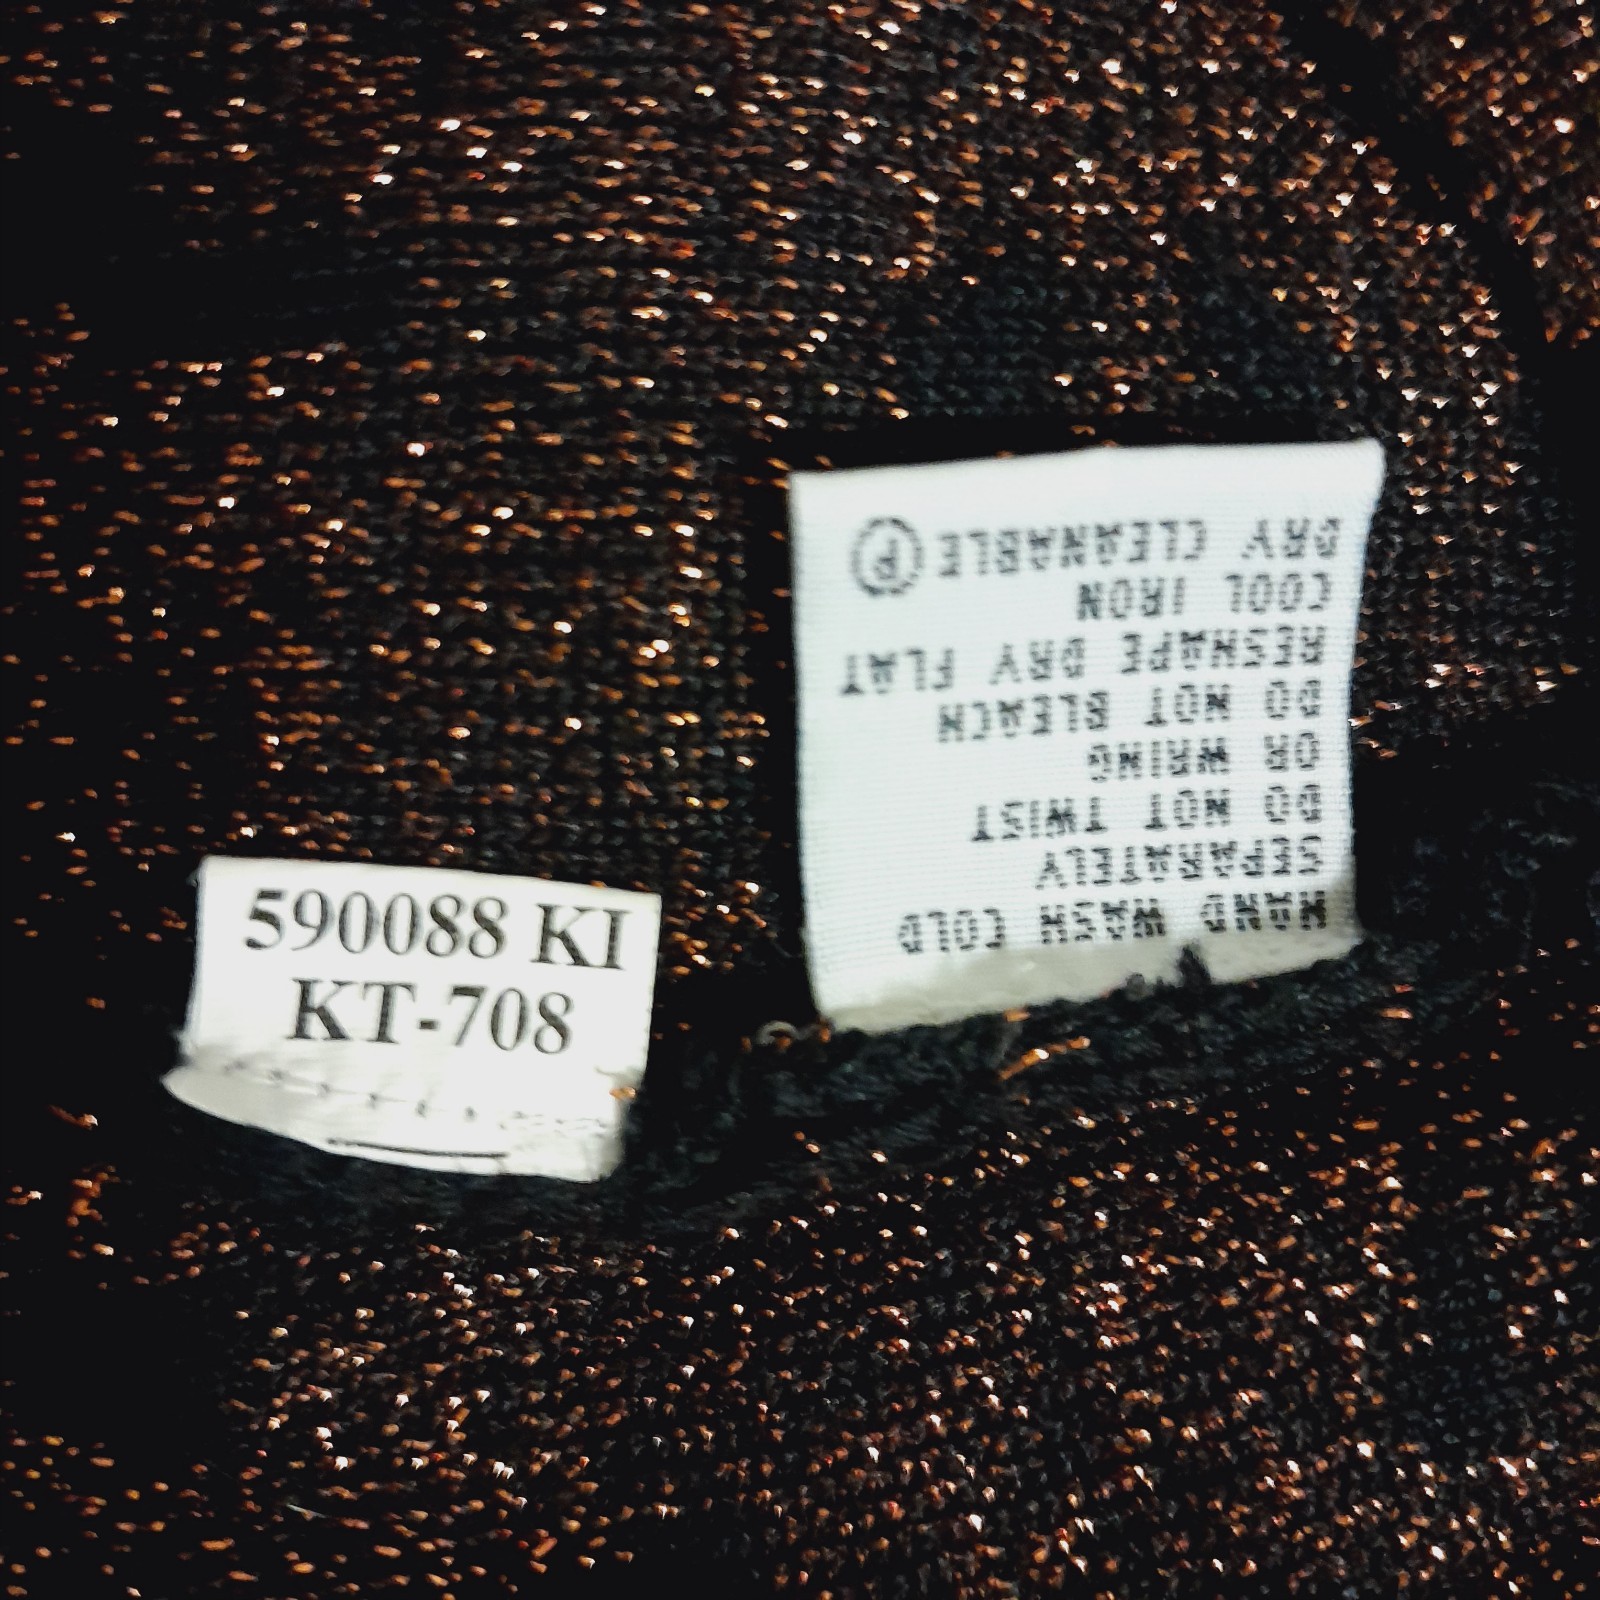 590088 KI
KT-708
HAND WASH COLD
SEPARATELY
DO NOT TWIST
OR WRING
DO NOT BLEACH
RESHAPE DRY FLAT
COOL IRON
DRY CLEANABLE Ⓟ